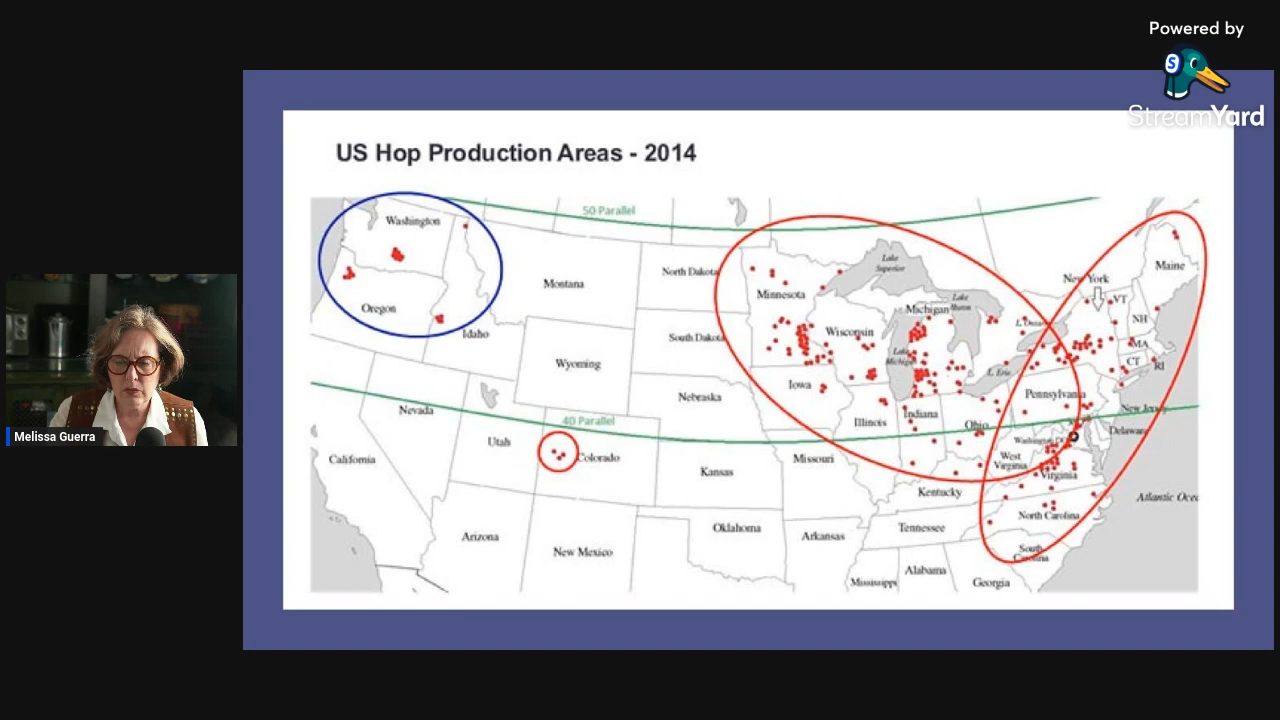 Powered by
StreamYard
US Hop Production Areas - 2014
50 Parallel
Washington
Oregon
Idaho
Montana
North Dakota
South Dakota
Wyoming
Nebraska
Minnesota
Lake
Superior
Wisconsin
Michigan
Lake
Huron
Lake
Michigan
Iowa
Illinois
Indiana
Ohio
L. Erie
L. Ontario
New York
VT
NH
MA
CT
RI
Maine
Pennsylvania
New Jersey
Delaware
Washington DC
West
Virginia
Virginia
40 Parallel
Nevada
Utah
Colorado
California
Kansas
Missouri
Kentucky
Arizona
New Mexico
Oklahoma
Arkansas
Tennessee
North Carolina
South
Carolina
Mississippi
Alabama
Georgia
Atlantic Ocea
Melissa Guerra